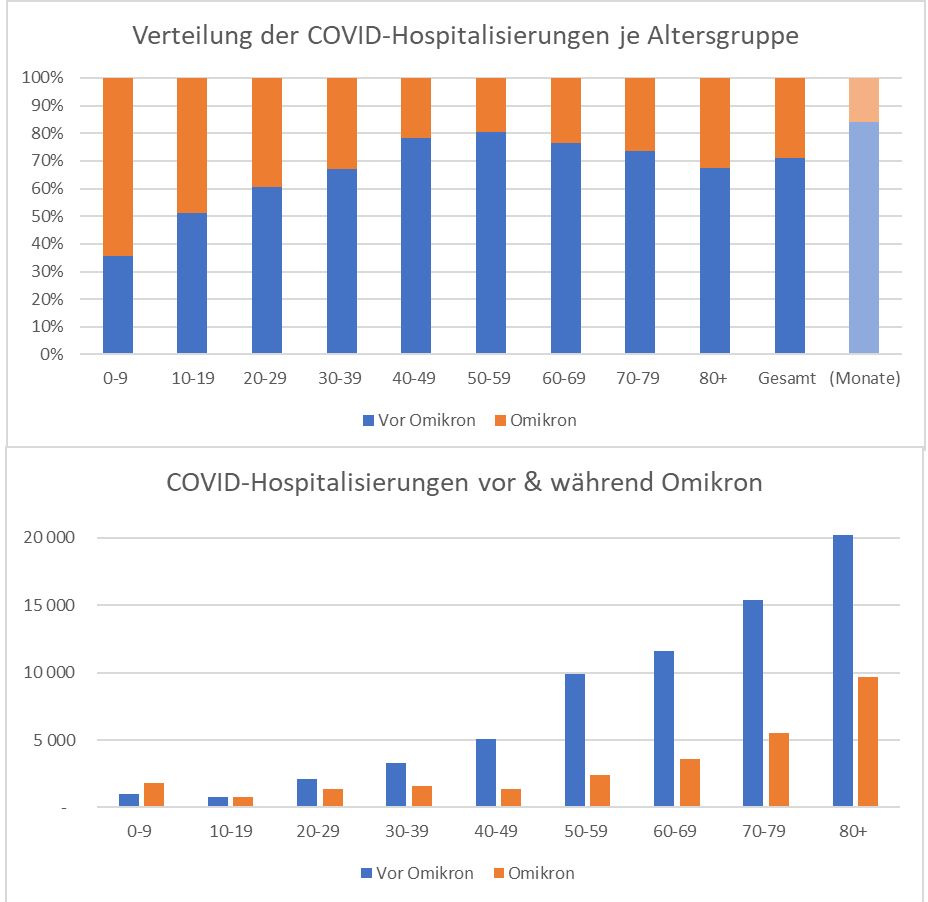 Verteilung der COVID-Hospitalisierungen je Altersgruppe
100%
90%
80%
70%
60%
50%
40%
30%
20%
10%
0%
0-9 10-19 20-29 30-39 40-49 50-59 60-69 70-79 80+ Gesamt (Monate)
Vor Omikron Omikron
COVID-Hospitalisierungen vor & während Omikron
20 000
15 000
10 000
5 000
-
0-9 10-19 20-29 30-39 40-49 50-59 60-69 70-79 80+
Vor Omikron Omikron